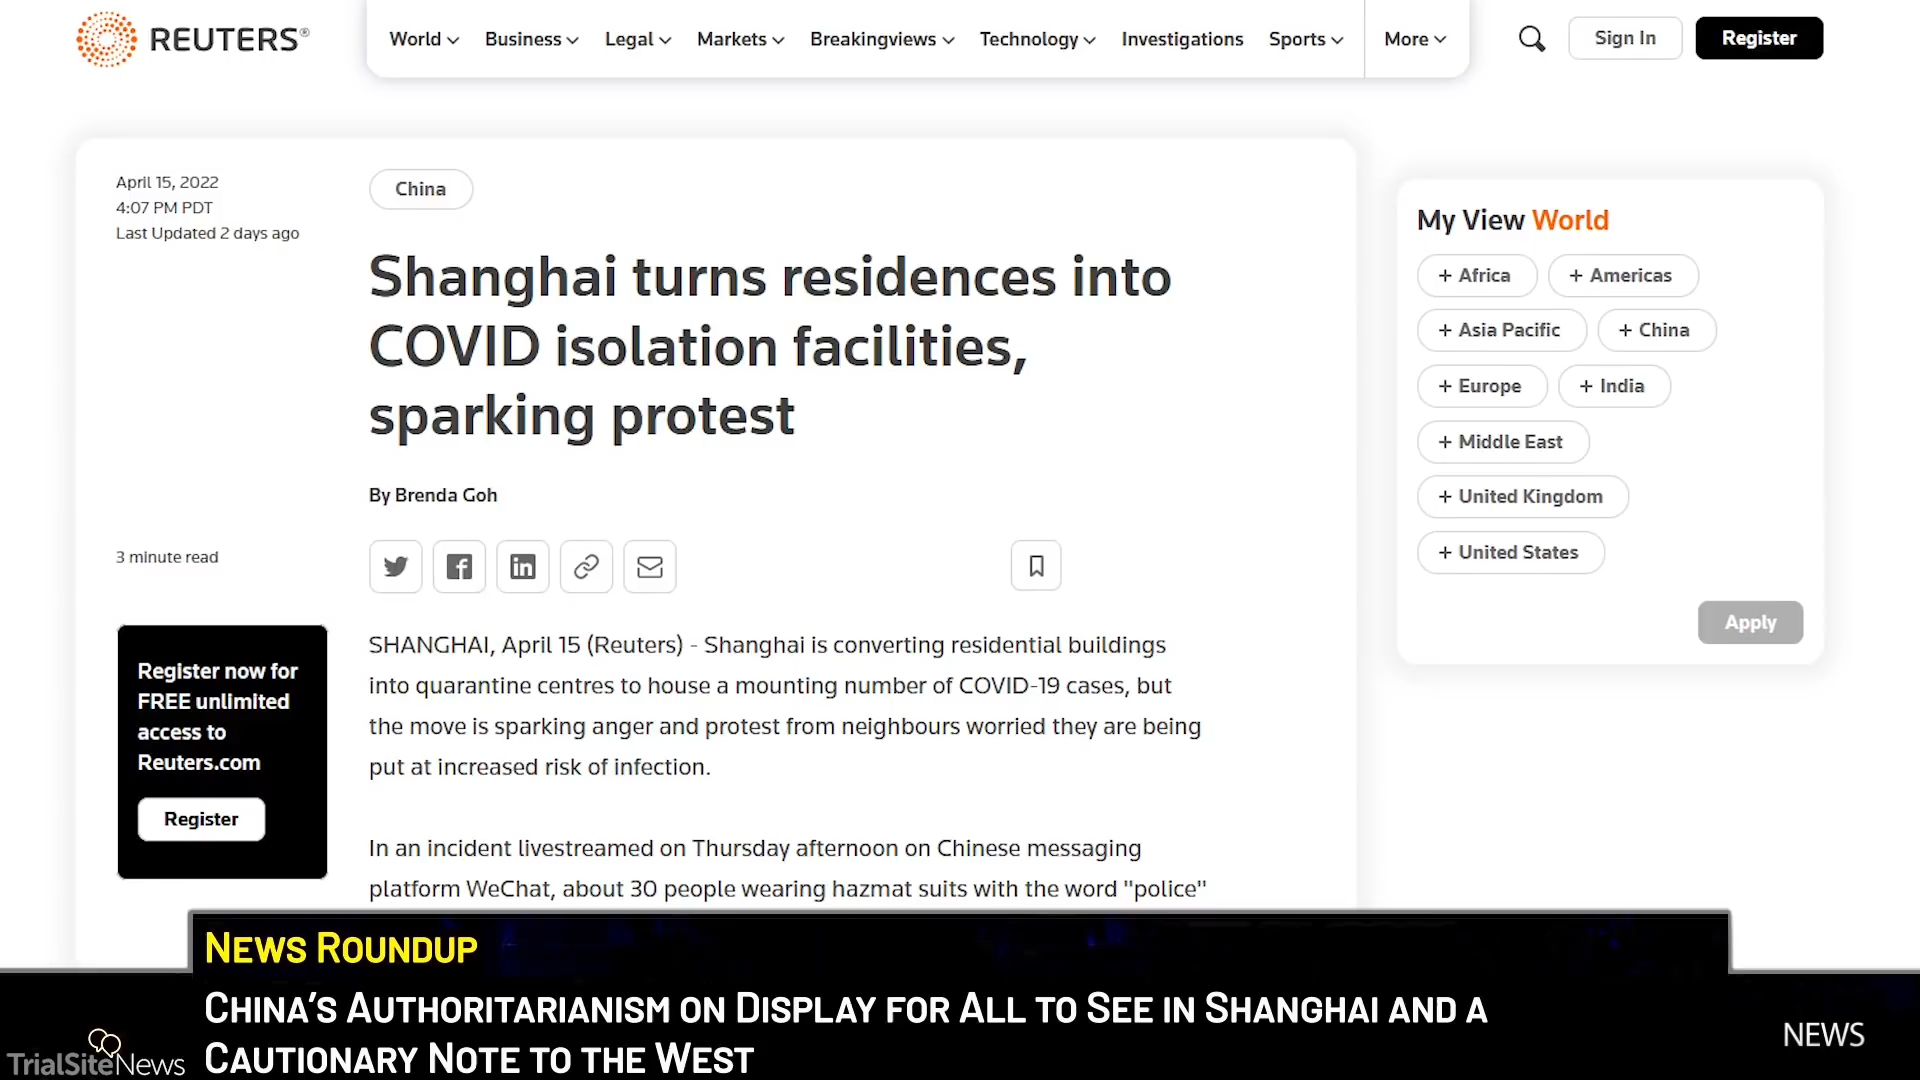 REUTERS®
World Business Legal Markets Breakingviews Technology Investigations Sports More
Sign In
Register
April 15, 2022
4:07 PM PDT
Last Updated 2 days ago
China
Shanghai turns residences into
COVID isolation facilities,
sparking protest
By Brenda Goh
3 minute read
Register now for
FREE unlimited
access to
Reuters.com
Register
SHANGHAI, April 15 (Reuters) - Shanghai is converting residential buildings
into quarantine centres to house a mounting number of COVID-19 cases, but
the move is sparking anger and protest from neighbours worried they are being
put at increased risk of infection.
In an incident livestreamed on Thursday afternoon on Chinese messaging
platform WeChat, about 30 people wearing hazmat suits with the word "police"
My View World
+ Africa + Americas
+ Asia Pacific + China
+ Europe + India
+ Middle East
+ United Kingdom
+ United States
Apply
NEWS ROUNDUP
CHINA'S AUTHORITARIANISM ON DISPLAY FOR ALL TO SEE IN SHANGHAI AND A
CAUTIONARY NOTE TO THE WEST
TrialSiteNews
NEWS